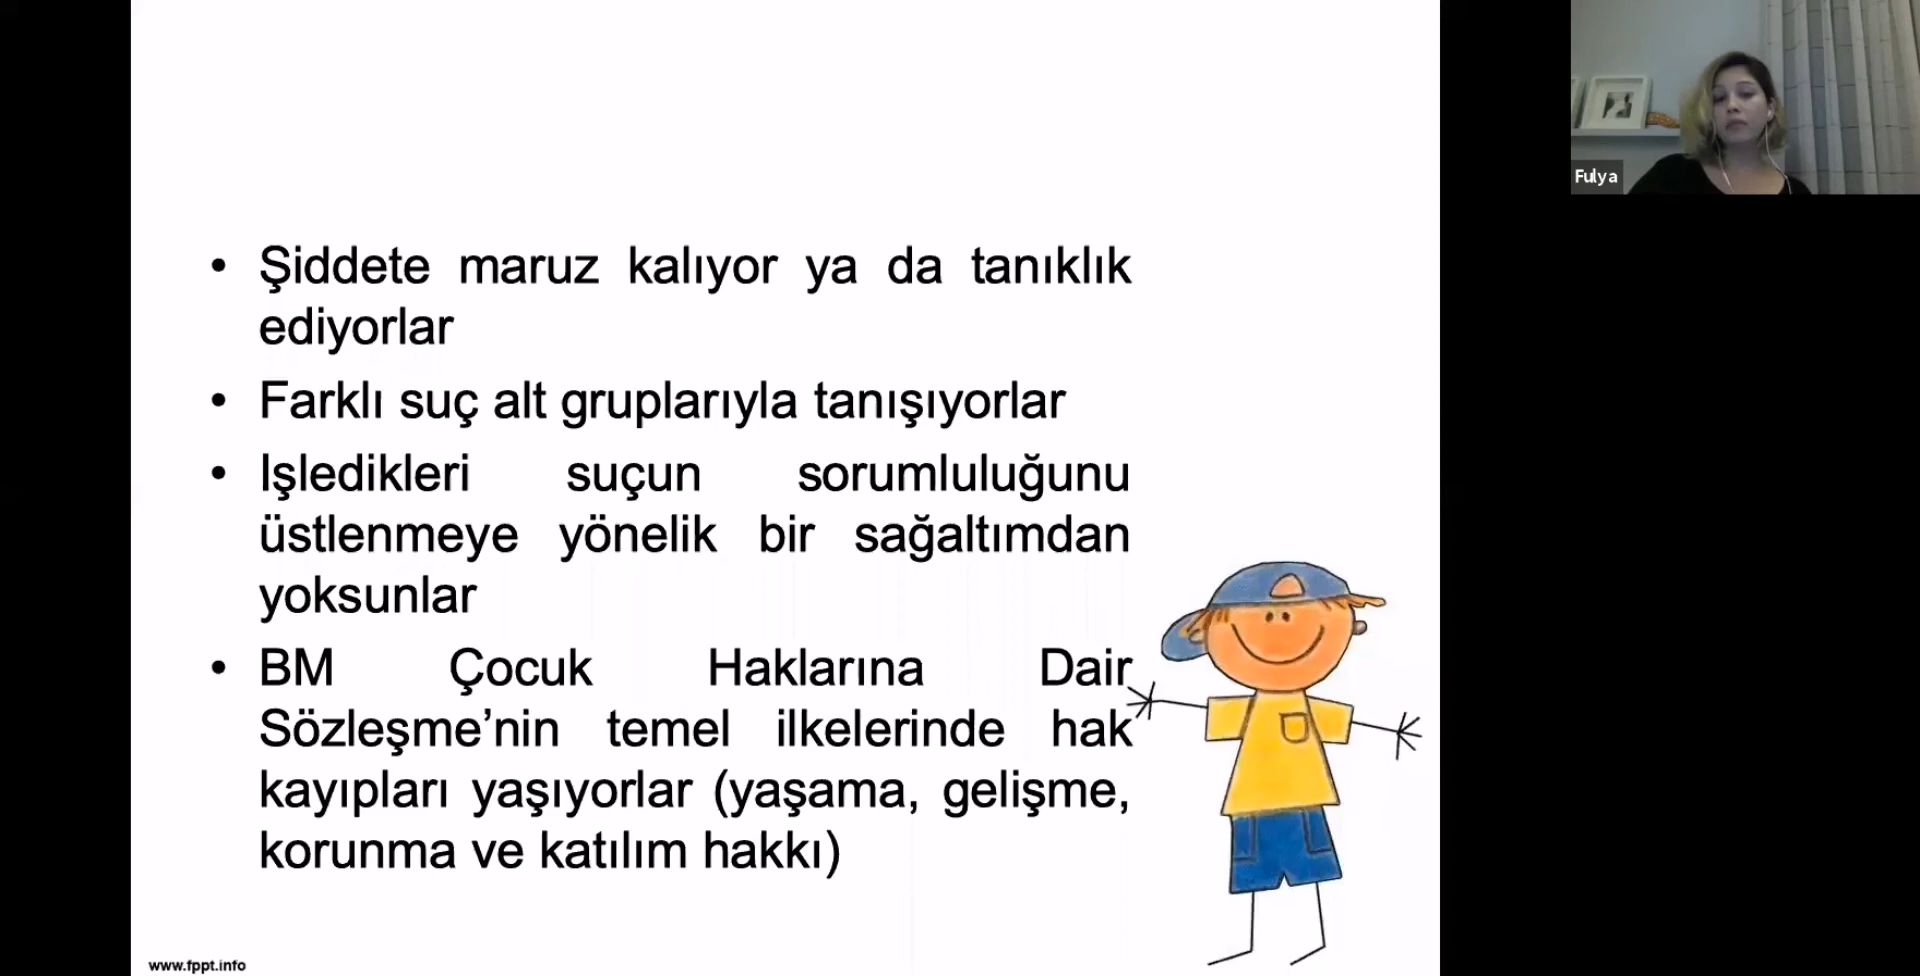 • Şiddete maruz kalıyor ya da tanıklık
ediyorlar
• Farklı suç alt gruplarıyla tanışıyorlar
• Işledikleri suçun sorumluluğunu
üstlenmeye yönelik bir sağaltımdan
yoksunlar
• BM Çocuk Haklarına Dair
Sözleşme’nin temel ilkelerinde hak
kayıpları yaşıyorlar (yaşama, gelişme,
korunma ve katılım hakkı)
www.fppt.info
Fulya